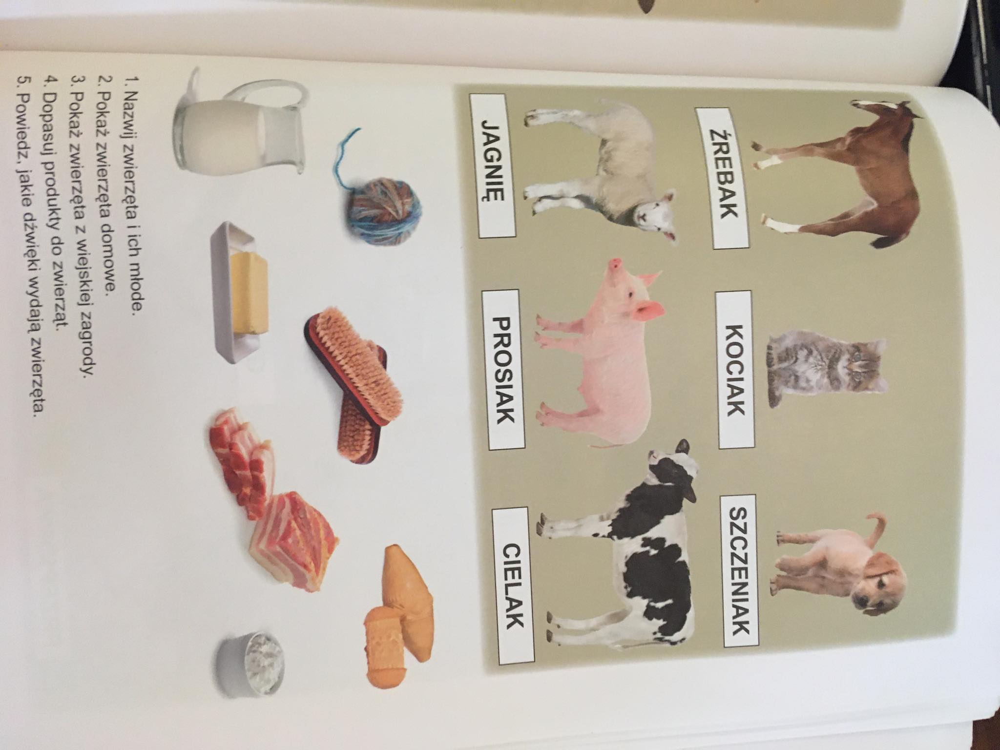 ŹREBAK
KOCIAK
SZCZENIAK
JAGNIĘ
PROSIAK
CIELAK
1. Nazwij zwierzęta i ich młode.
2. Pokaż zwierzęta domowe.
3. Pokaż zwierzęta z wiejskiej zagrody.
4. Dopasuj produkty do zwierząt.
5. Powiedz, jakie dźwięki wydają zwierzęta.